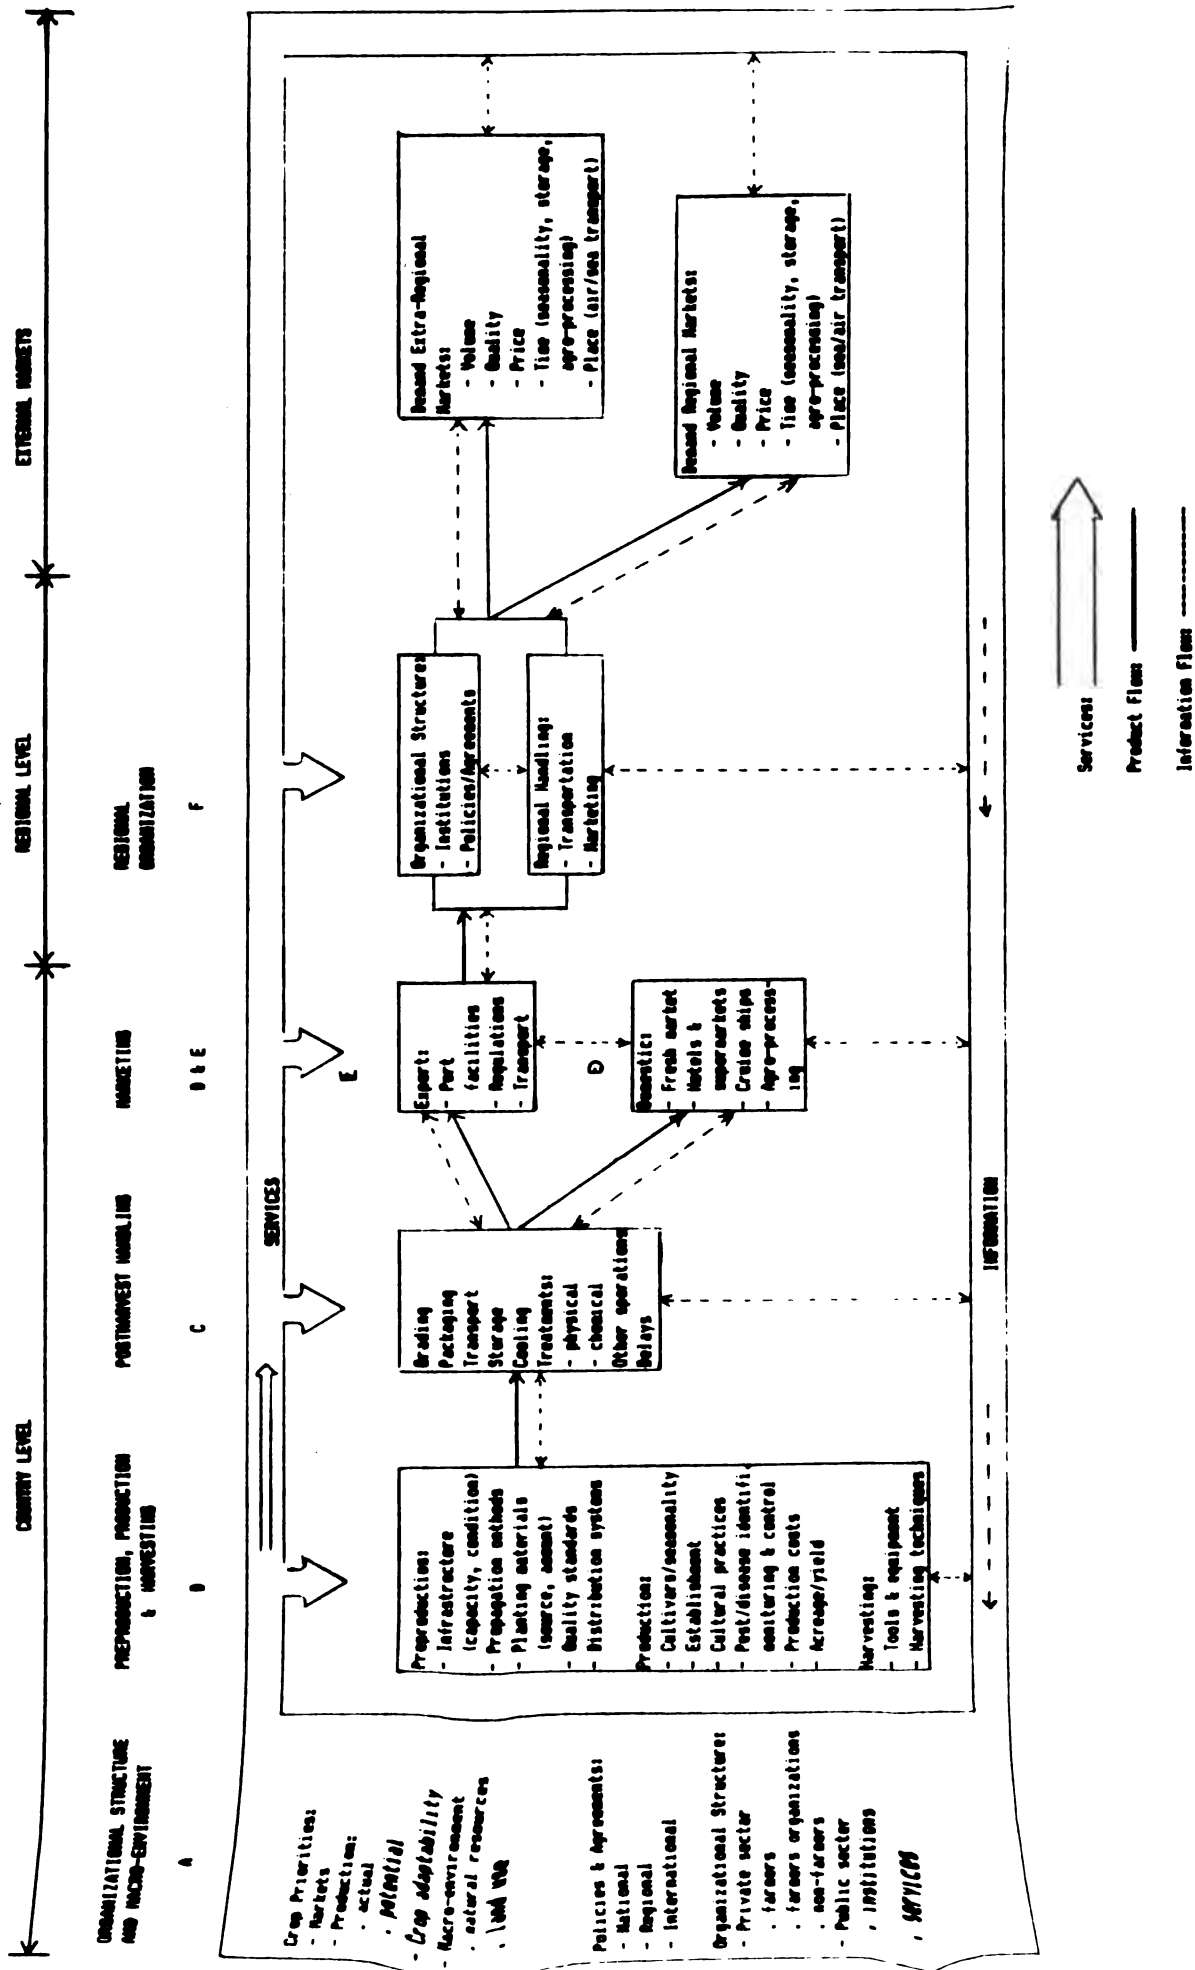 COUNTRY LEVEL
REGIONAL LEVEL
EXTERNAL MARKETS
ORGANIZATIONAL STRUCTURE
AND MACRO-ENVIRONMENT
A
PREPRODUCTION, PRODUCTION
& HARVESTING
B
POSTHARVEST HANDLING
C
MARKETING
D & E
REGIONAL
ORGANIZATION
F
SERVICES
Crop Priorities:
- Markets
- Production:
. actual
. potential
- Crop adaptability
- Macro-environment
. natural resources
. land use
Policies & Agreements:
- National
- Regional
- International
Organizational Structure:
- Private sector
. farmers
. farmers organizations
. non-farmers
- Public sector
. institutions
. services
Preproduction:
- Infrastructure
(capacity, condition)
- Propagation methods
- Planting materials
(source, amount)
- Quality standards
- Distribution systems
Production:
- Cultivars/seasonality
- Establishment
- Cultural practices
- Pest/disease identifi.
monitoring & control
- Production costs
- Acreage/yield
Harvesting:
- Tools & equipment
- Harvesting techniques
Grading
Packaging
Transport
Storage
Cooling
Treatments:
- physical
- chemical
Other operations
Delays
E
Export:
- Port
facilities
- Regulations
- Transport
D
Domestic:
- Fresh market
- Hotels &
supermarkets
- Cruise ships
- Agro-process-
ing
Organizational Structure:
- Institutions
- Policies/Agreements
Regional Handling:
- Transportation
- Marketing
Demand Extra-Regional
Markets:
- Volume
- Quality
- Price
- Time (seasonality, storage,
agro-processing)
- Place (air/sea transport)
Demand Regional Markets:
- Volume
- Quality
- Price
- Time (seasonality, storage,
agro-processing)
- Place (sea/air transport)
INFORMATION
Services:
Product Flow:
Information Flow: